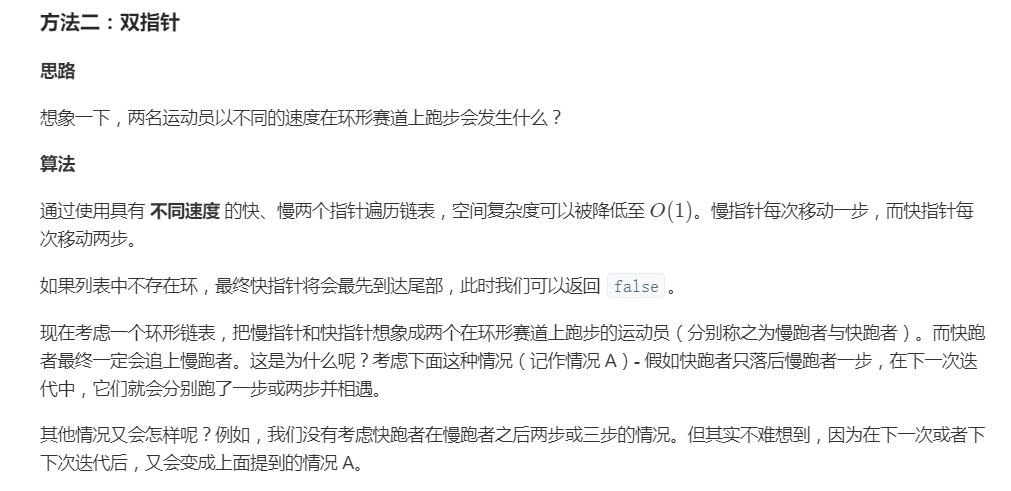 方法二：双指针
思路
想象一下，两名运动员以不同的速度在环形赛道上跑步会发生什么？
算法
通过使用具有 不同速度 的快、慢两个指针遍历链表，空间复杂度可以被降低至 O(1)。慢指针每次移动一步，而快指针每
次移动两步。
如果列表中不存在环，最终快指针将会最先到达尾部，此时我们可以返回 false 。
现在考虑一个环形链表，把慢指针和快指针想象成两个在环形赛道上跑步的运动员（分别称之为慢跑者与快跑者）。而快跑
者最终一定会追上慢跑者。这是为什么呢？考虑下面这种情况（记作情况 A）- 假如快跑者只落后慢跑者一步，在下一次迭
代中，它们就会分别跑了一步或两步并相遇。
其他情况又会怎样呢？例如，我们没有考虑快跑者在慢跑者之后两步或三步的情况。但其实不难想到，因为在下一次或者下
下次迭代后，又会变成上面提到的情况 A。